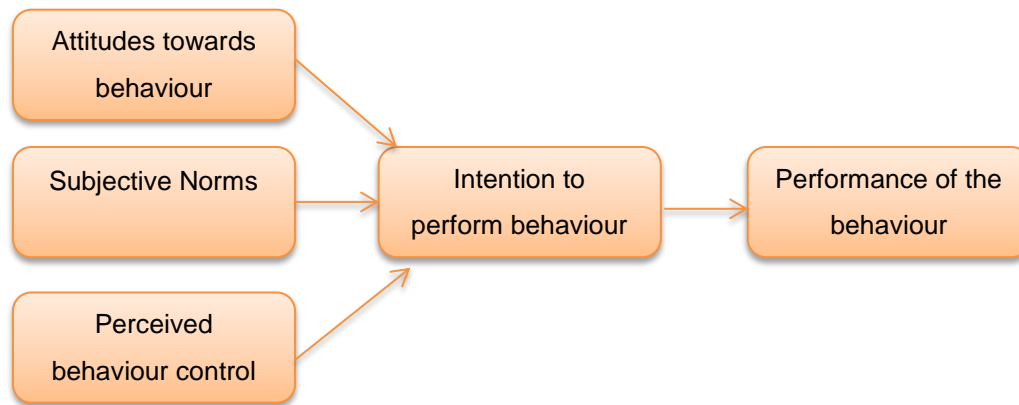 Attitudes towards
behaviour
Subjective Norms
Intention to
perform behaviour
Performance of the
behaviour
Perceived
behaviour control